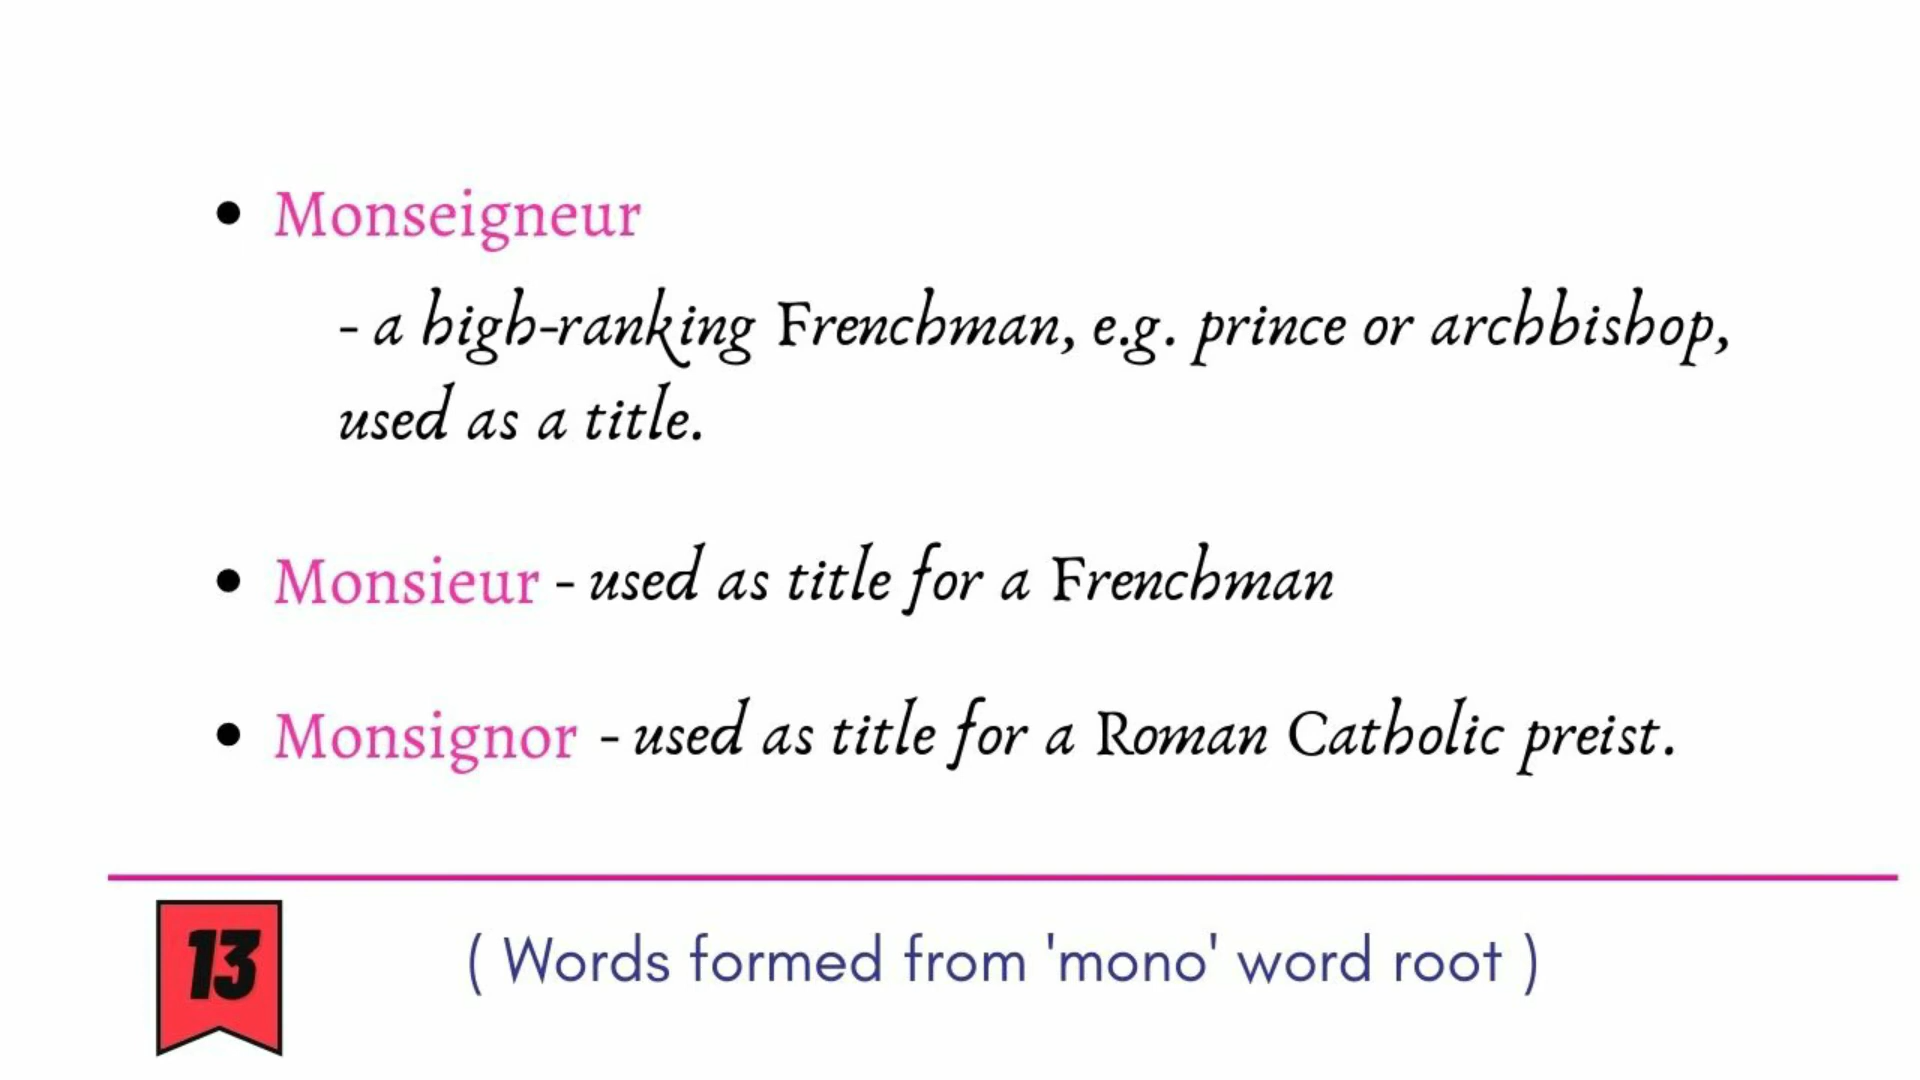 • Monseigneur
- a high-ranking Frenchman, e.g. prince or archbishop,
used as a title.
• Monsieur - used as title for a Frenchman
• Monsignor - used as title for a Roman Catholic preist.
13
( Words formed from 'mono' word root )